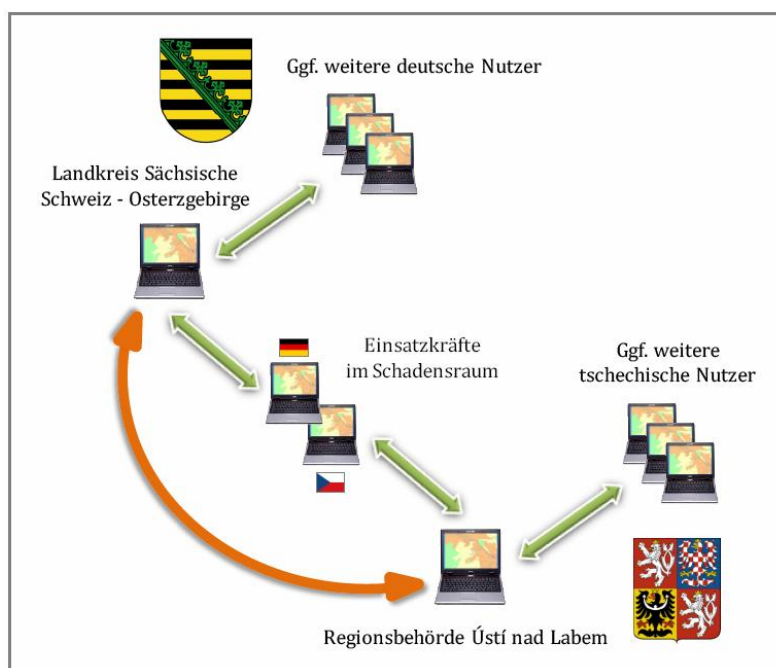 Ggf. weitere deutsche Nutzer
Landkreis Sächsische
Schweiz - Osterzgebirge
Einsatzkräfte
im Schadensraum
Ggf. weitere
tschechische Nutzer
Regionsbehörde Ústí nad Labem